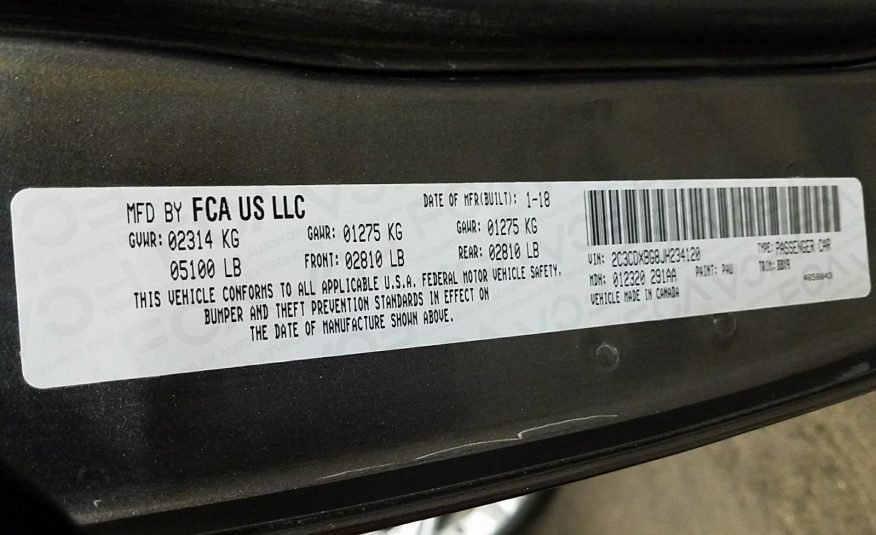 MFD BY FCA US LLC
DATE OF MFR(BUILT): 1-18
GVWR: 02314 KG
GAWR: 01275 KG
GAWR: 01275 KG
05100 LB
FRONT: 02810 LB
REAR: 02810 LB
THIS VEHICLE CONFORMS TO ALL APPLICABLE U.S.A. FEDERAL MOTOR VEHICLE SAFETY,
BUMPER AND THEFT PREVENTION STANDARDS IN EFFECT ON
THE DATE OF MANUFACTURE SHOWN ABOVE.
VIN: 2C3CDXBG8JH234120
TYPE: PASSENGER CAR
MDH: 012320 291AA
PAINT: PAU
TRIM:
VEHICLE MADE IN CANADA
4858843